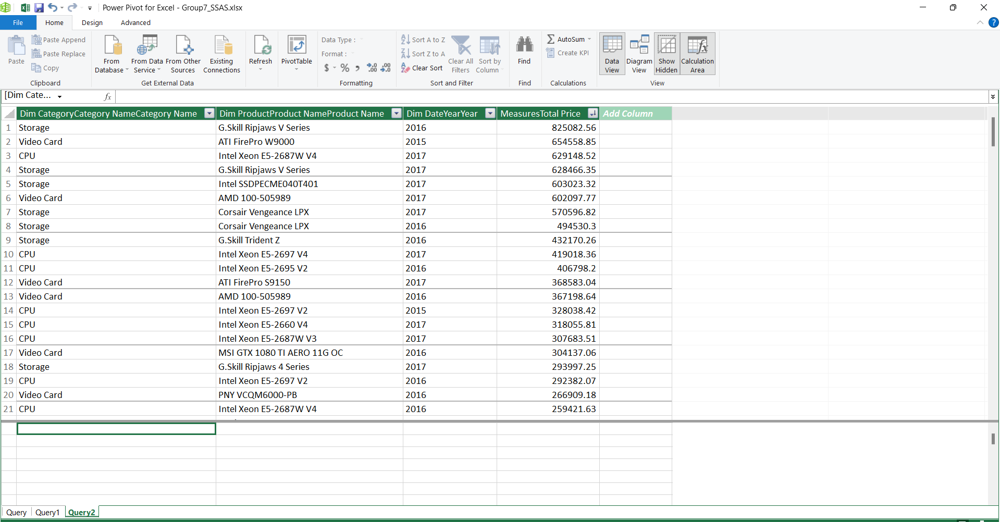 Power Pivot for Excel - Group7_SSAS.xlsx
File Home Design Advanced
Paste
Paste Append
Paste Replace
Copy
Clipboard
From Database
From Data Service
From Other Sources
Existing Connections
Get External Data
Refresh
PivotTable
Data Type :
Format :
$ % 9 .00 .00
Formatting
Sort A to Z
Sort Z to A
Clear Sort
Clear All Filters
Sort by Column
Sort and Filter
Find
Find
AutoSum
Create KPI
Calculations
Data View
Diagram View
Show Hidden
Calculation Area
View
[Dim Cate... fx
Dim CategoryCategory NameCategory Name Dim ProductProduct NameProduct Name Dim DateYearYear MeasuresTotal Price Add Column
1 Storage G.Skill Ripjaws V Series 2016 825082.56
2 Video Card ATI FirePro W9000 2015 654558.85
3 CPU Intel Xeon E5-2687W V4 2017 629148.52
4 Storage G.Skill Ripjaws V Series 2017 628466.35
5 Storage Intel SSDPECME040T401 2017 603023.32
6 Video Card AMD 100-505989 2017 602097.77
7 Storage Corsair Vengeance LPX 2017 570596.82
8 Storage Corsair Vengeance LPX 2016 494530.3
9 Storage G.Skill Trident Z 2016 432170.26
10 CPU Intel Xeon E5-2697 V4 2017 419018.36
11 CPU Intel Xeon E5-2695 V2 2016 406798.2
12 Video Card ATI FirePro S9150 2017 368583.04
13 Video Card AMD 100-505989 2016 367198.64
14 CPU Intel Xeon E5-2697 V2 2015 328038.42
15 CPU Intel Xeon E5-2660 V4 2017 318055.81
16 CPU Intel Xeon E5-2687W V3 2017 307683.51
17 Video Card MSI GTX 1080 TI AERO 11G OC 2016 304137.06
18 Storage G.Skill Ripjaws 4 Series 2017 293997.25
19 CPU Intel Xeon E5-2697 V2 2016 292382.07
20 Video Card PNY VCQM6000-PB 2016 266909.18
21 CPU Intel Xeon E5-2687W V4 2016 259421.63
Query Query1 Query2